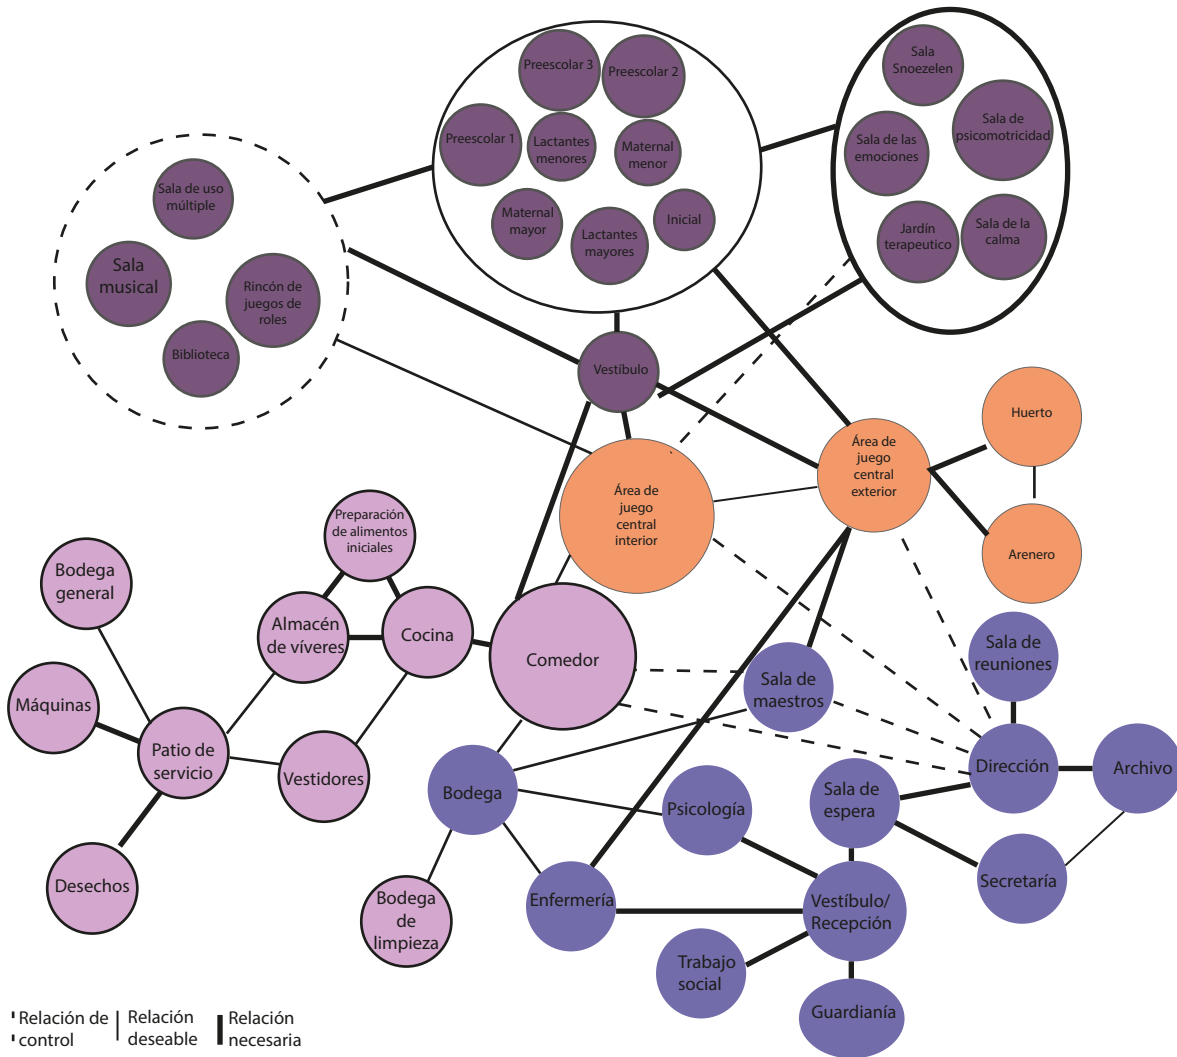 Preescolar 3
Preescolar 2
Preescolar 1
Lactantes
menores
Maternal
menor
Maternal
mayor
Lactantes
mayores
Inicial
Sala
Snoezelen
Sala de
psicomotricidad
Sala de las
emociones
Jardín
terapeutico
Sala de la
calma
Sala de uso
múltiple
Sala
musical
Rincón de
juegos de
roles
Biblioteca
Vestíbulo
Área de
juego
central
interior
Área de
juego
central
exterior
Huerto
Arenero
Preparación
de alimentos
iniciales
Bodega
general
Almacén
de víveres
Cocina
Comedor
Máquinas
Patio de
servicio
Vestidores
Desechos
Bodega
de
limpieza
Sala de
maestros
Sala de
reuniones
Dirección
Archivo
Bodega
Psicología
Sala de
espera
Secretaría
Enfermería
Vestíbulo/
Recepción
Trabajo
social
Guardianía
Relación de
control
Relación
deseable
Relación
necesaria